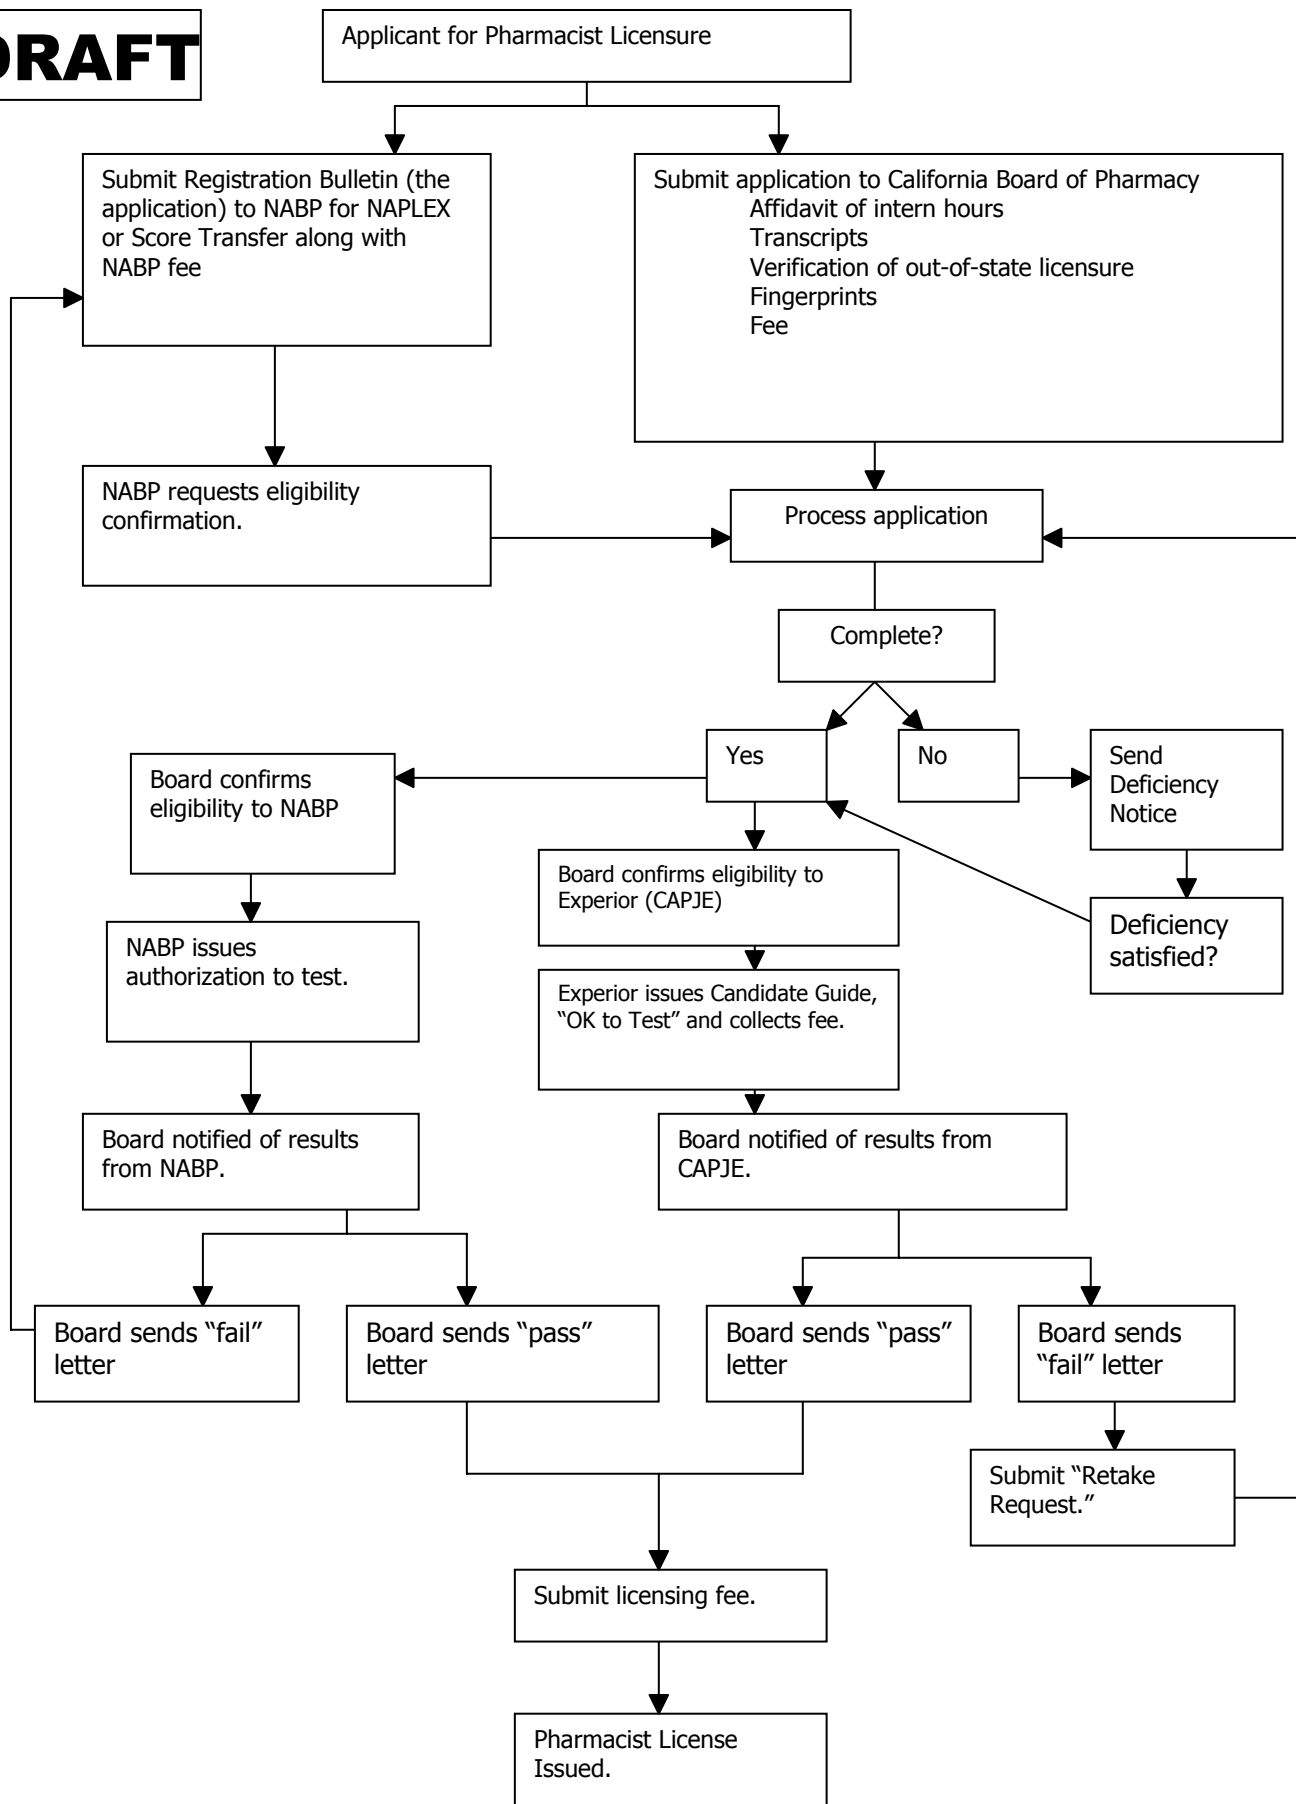 DRAFT
Applicant for Pharmacist Licensure
Submit Registration Bulletin (the
application) to NABP for NAPLEX
or Score Transfer along with
NABP fee
Submit application to California Board of Pharmacy
Affidavit of intern hours
Transcripts
Verification of out-of-state licensure
Fingerprints
Fee
NABP requests eligibility
confirmation.
Process application
Complete?
Yes
No
Send
Deficiency
Notice
Board confirms
eligibility to NABP
Board confirms eligibility to
Experior (CAPJE)
Deficiency
satisfied?
NABP issues
authorization to test.
Experior issues Candidate Guide,
“OK to Test” and collects fee.
Board notified of results
from NABP.
Board notified of results from
CAPJE.
Board sends “fail”
letter
Board sends “pass”
letter
Board sends “pass”
letter
Board sends
“fail” letter
Submit “Retake
Request.”
Submit licensing fee.
Pharmacist License
Issued.